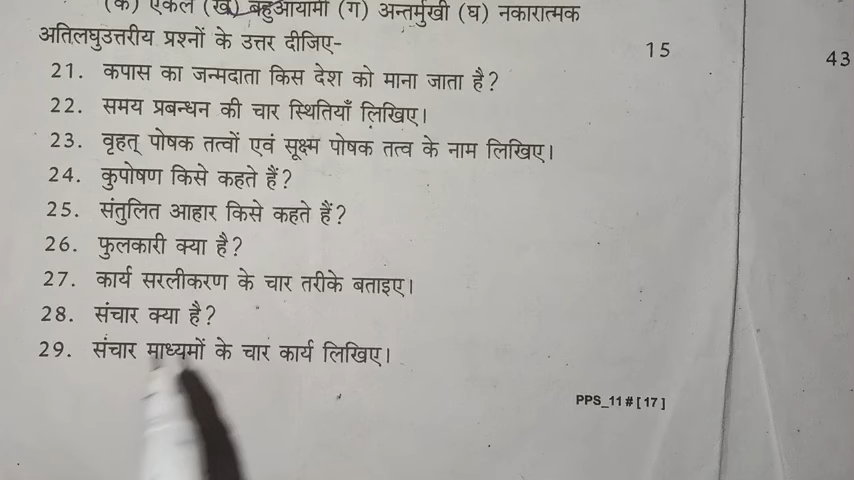 (क) एकल (ख) बहुआयामी (ग) अन्तर्मुखी (घ) नकारात्मक
अतिलघुउत्तरीय प्रश्नों के उत्तर दीजिए- 15
43
21. कपास का जन्मदाता किस देश को माना जाता है?
22. समय प्रबन्धन की चार स्थितियाँ लिखिए।
23. वृहत् पोषक तत्वों एवं सूक्ष्म पोषक तत्व के नाम लिखिए।
24. कुपोषण किसे कहते हैं?
25. संतुलित आहार किसे कहते हैं?
26. फुलकारी क्या है?
27. कार्य सरलीकरण के चार तरीके बताइए।
28. संचार क्या है?
29. संचार माध्यमों के चार कार्य लिखिए।
PPS_11#[17]